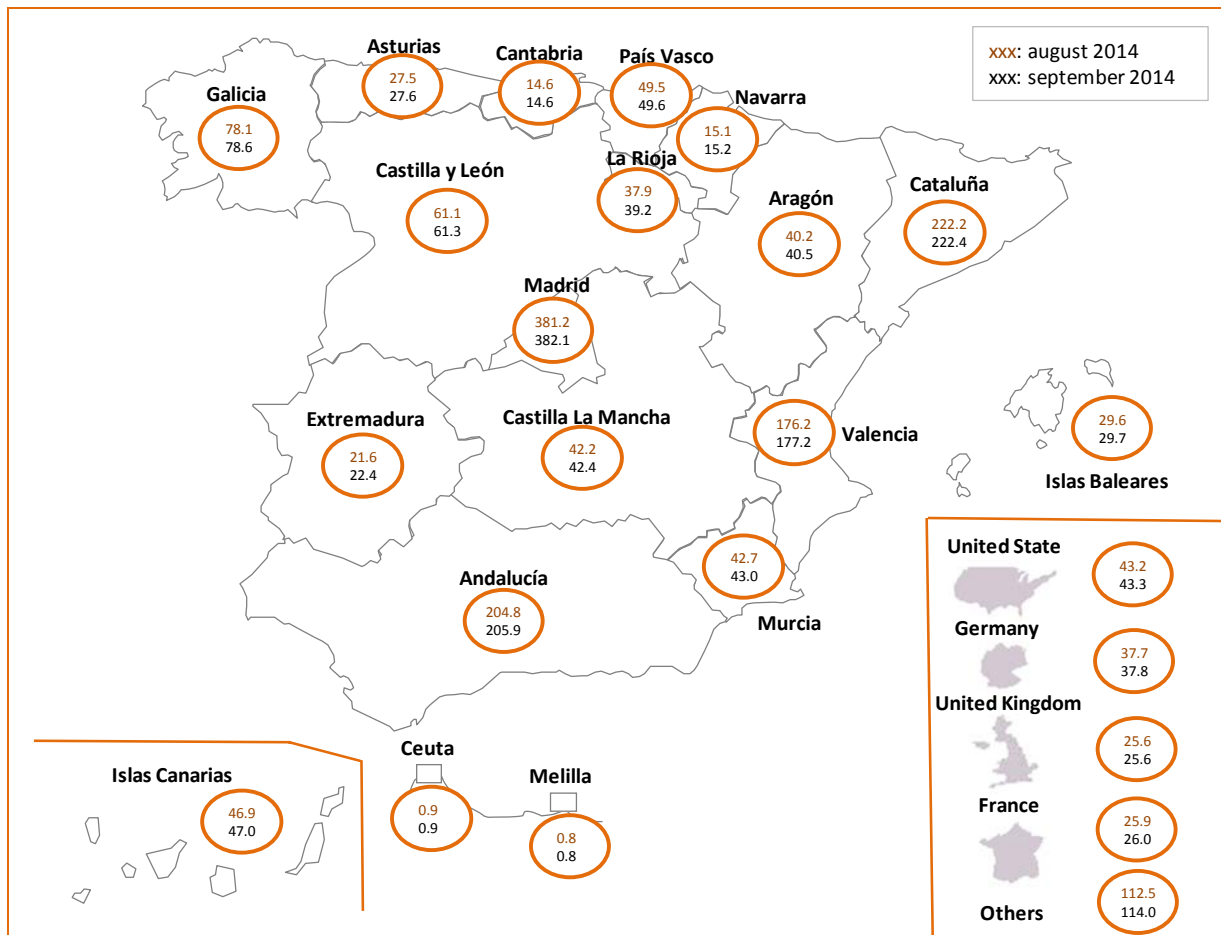 xxx: august 2014
xxx: september 2014
Asturias
27.5
27.6
Cantabria
14.6
14.6
País Vasco
49.5
49.6
Navarra
15.1
15.2
Galicia
78.1
78.6
Castilla y León
61.1
61.3
La Rioja
37.9
39.2
Aragón
40.2
40.5
Cataluña
222.2
222.4
Madrid
381.2
382.1
Extremadura
21.6
22.4
Castilla La Mancha
42.2
42.4
176.2
177.2
Valencia
29.6
29.7
Islas Baleares
Andalucía
204.8
205.9
42.7
43.0
Murcia
United State
43.2
43.3
Germany
37.7
37.8
United Kingdom
25.6
25.6
France
25.9
26.0
Others
112.5
114.0
Islas Canarias
46.9
47.0
Ceuta
0.9
0.9
Melilla
0.8
0.8